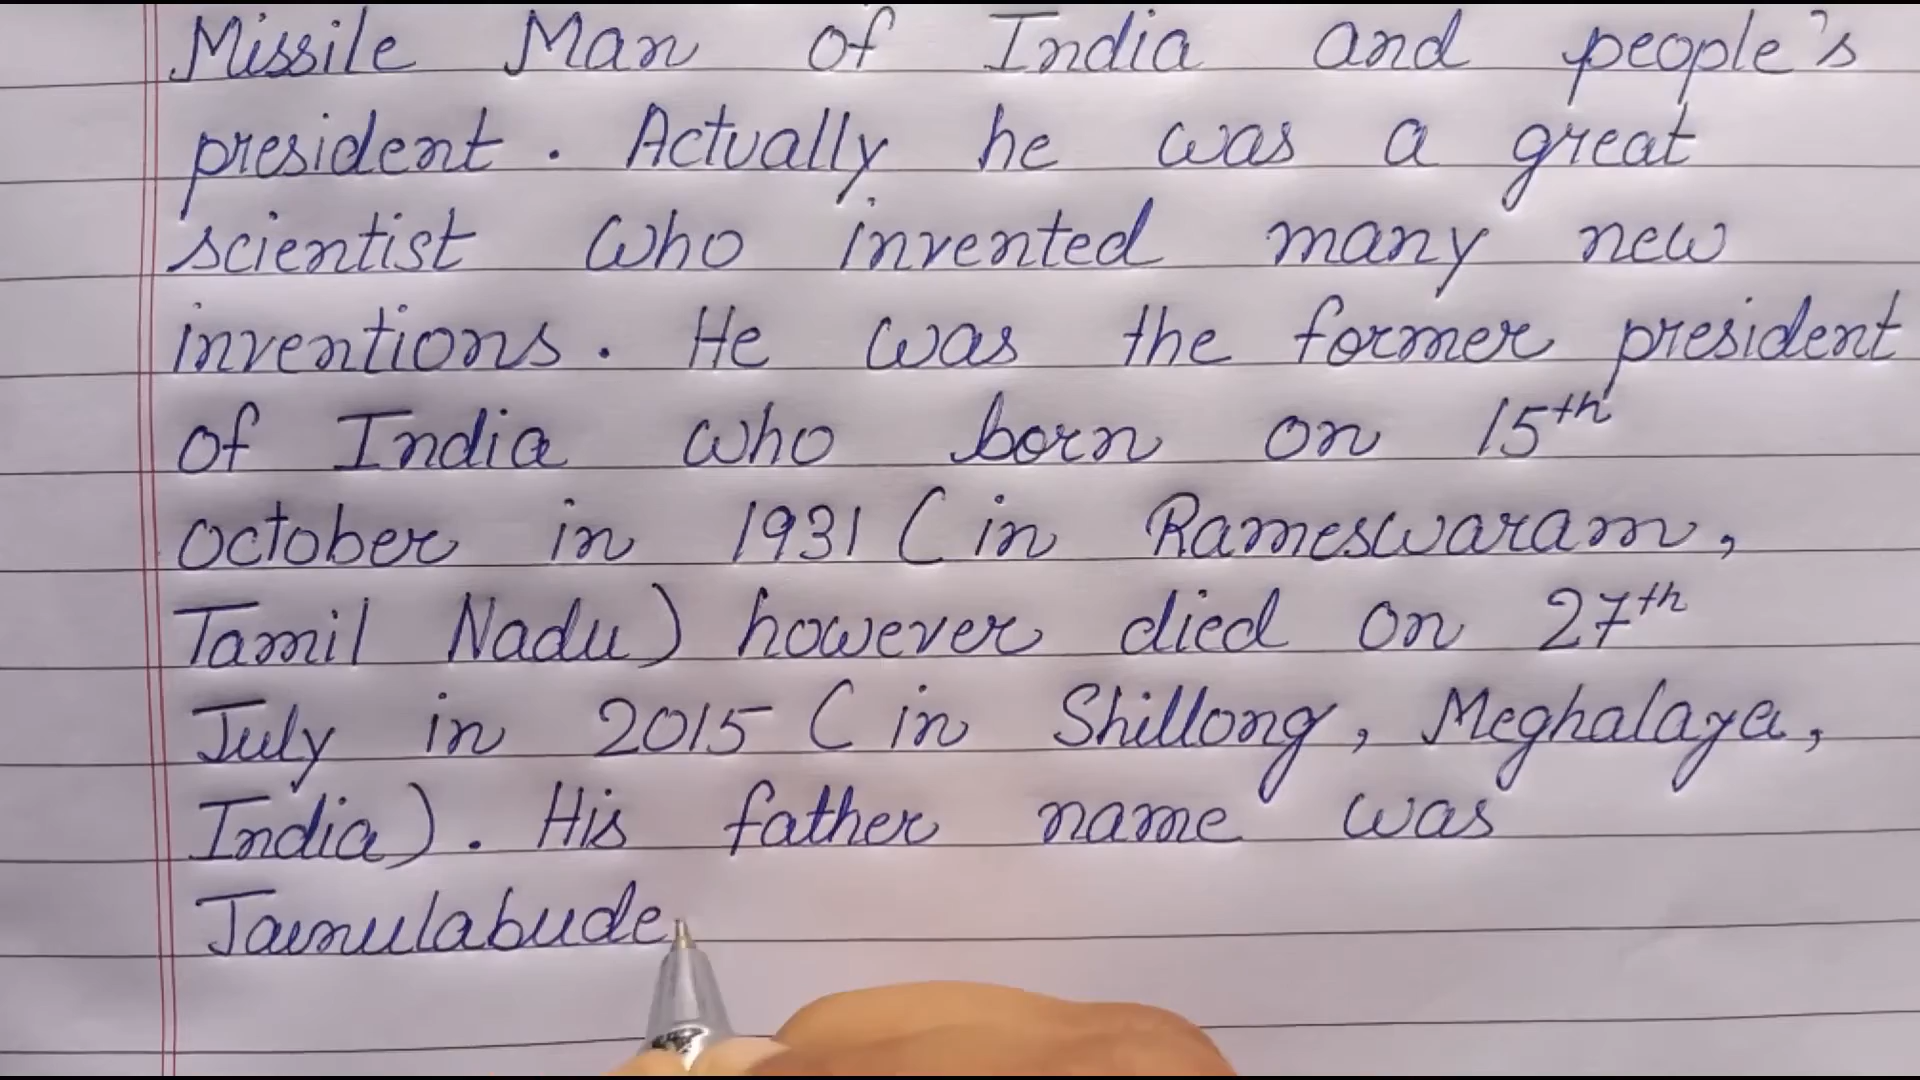 Missile Man of India and people's
president. Actually he was a great
scientist who invented many new
inventions. He was the former president
of India who born on 15th
October in 1931 (in Rameswaram,
Tamil Nadu) however died on 27th
July in 2015 (in Shillong, Meghalaya,
India). His father name was
Jainulabude